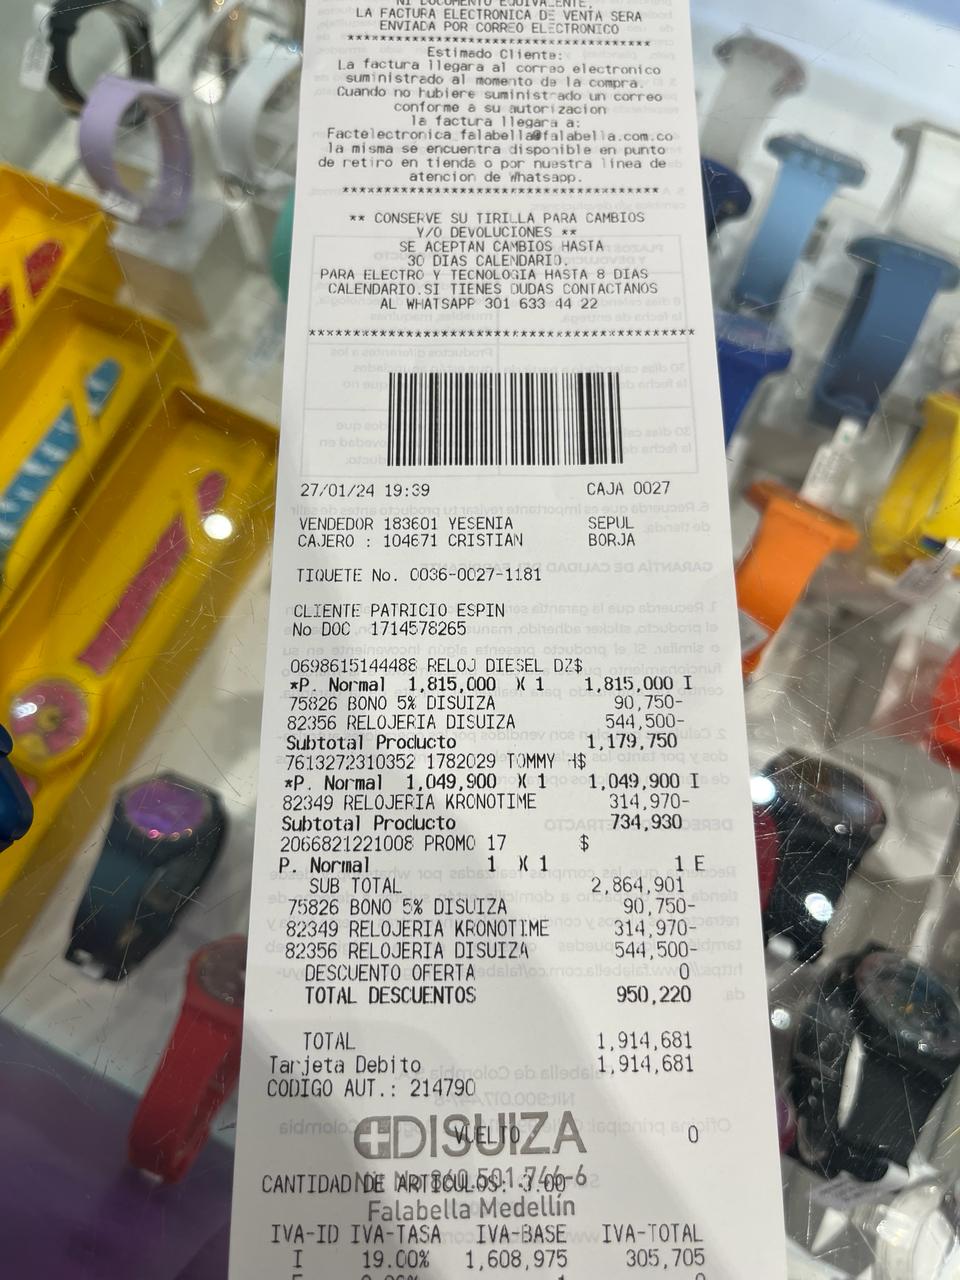 NI DOCUMENTO EQUIVALENTE.
LA FACTURA ELECTRONICA DE VENTA SERA
ENVIADA POR CORREO ELECTRONICO
****************************************
Estimado Cliente:
La factura llegara al correo electronico
suministrado al momento de la compra.
Cuando no hubiere suministrado un correo
conforme a su autorizacion
la factura llegara a:
Factelectronica_falabella@falabella.com.co
la misma se encuentra disponible en punto
de retiro en tienda o por nuestra linea de
atencion de Whatsapp.
****************************************
** CONSERVE SU TIRILLA PARA CAMBIOS
Y/O DEVOLUCIONES **
SE ACEPTAN CAMBIOS HASTA
30 DIAS CALENDARIO.
PARA ELECTRO Y TECNOLOGIA HASTA 8 DIAS
CALENDARIO.SI TIENES DUDAS CONTACTANOS
AL WHATSAPP 301 633 44 22
****************************************
27/01/24 19:39 CAJA 0027
VENDEDOR 183601 YESENIA SEPUL
CAJERO : 104671 CRISTIAN BORJA
TIQUETE No. 0036-0027-1181
CLIENTE PATRICIO ESPIN
No DOC 1714578265
0698615144488 RELOJ DIESEL DZ$
*P. Normal 1,815,000 X 1 1,815,000 I
75826 BONO 5% DISUIZA 90,750-
82356 RELOJERIA DISUIZA 544,500-
Subtotal Producto 1,179,750
7613272310352 1782029 TOMMY H$
*P. Normal 1,049,900 X 1 1,049,900 I
82349 RELOJERIA KRONOTIME 314,970-
Subtotal Producto 734,930
2066821221008 PROMO 17 $
P. Normal 1 X 1 1 E
SUB TOTAL 2,864,901
75826 BONO 5% DISUIZA 90,750-
82349 RELOJERIA KRONOTIME 314,970-
82356 RELOJERIA DISUIZA 544,500-
DESCUENTO OFERTA 0
TOTAL DESCUENTOS 950,220
TOTAL 1,914,681
Tarjeta Debito 1,914,681
CODIGO AUT.: 214790
DISUIZA
VUELTO 0
Nit No. 860.501.766-6
CANTIDAD DE ARTICULOS: 3.00
Falabella Medellín
IVA-ID IVA-TASA IVA-BASE IVA-TOTAL
I 19.00% 1,608,975 305,705